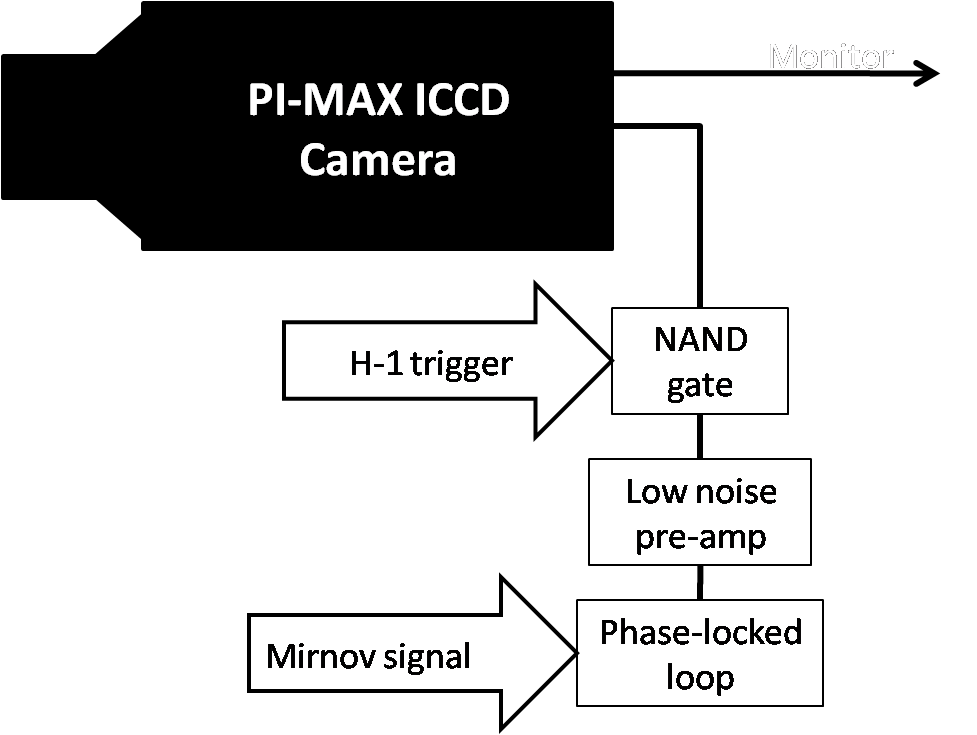 Monitor
PI-MAX ICCD
Camera
NAND
gate
H-1 trigger
Low noise
pre-amp
Phase-locked
loop
Mirnov signal